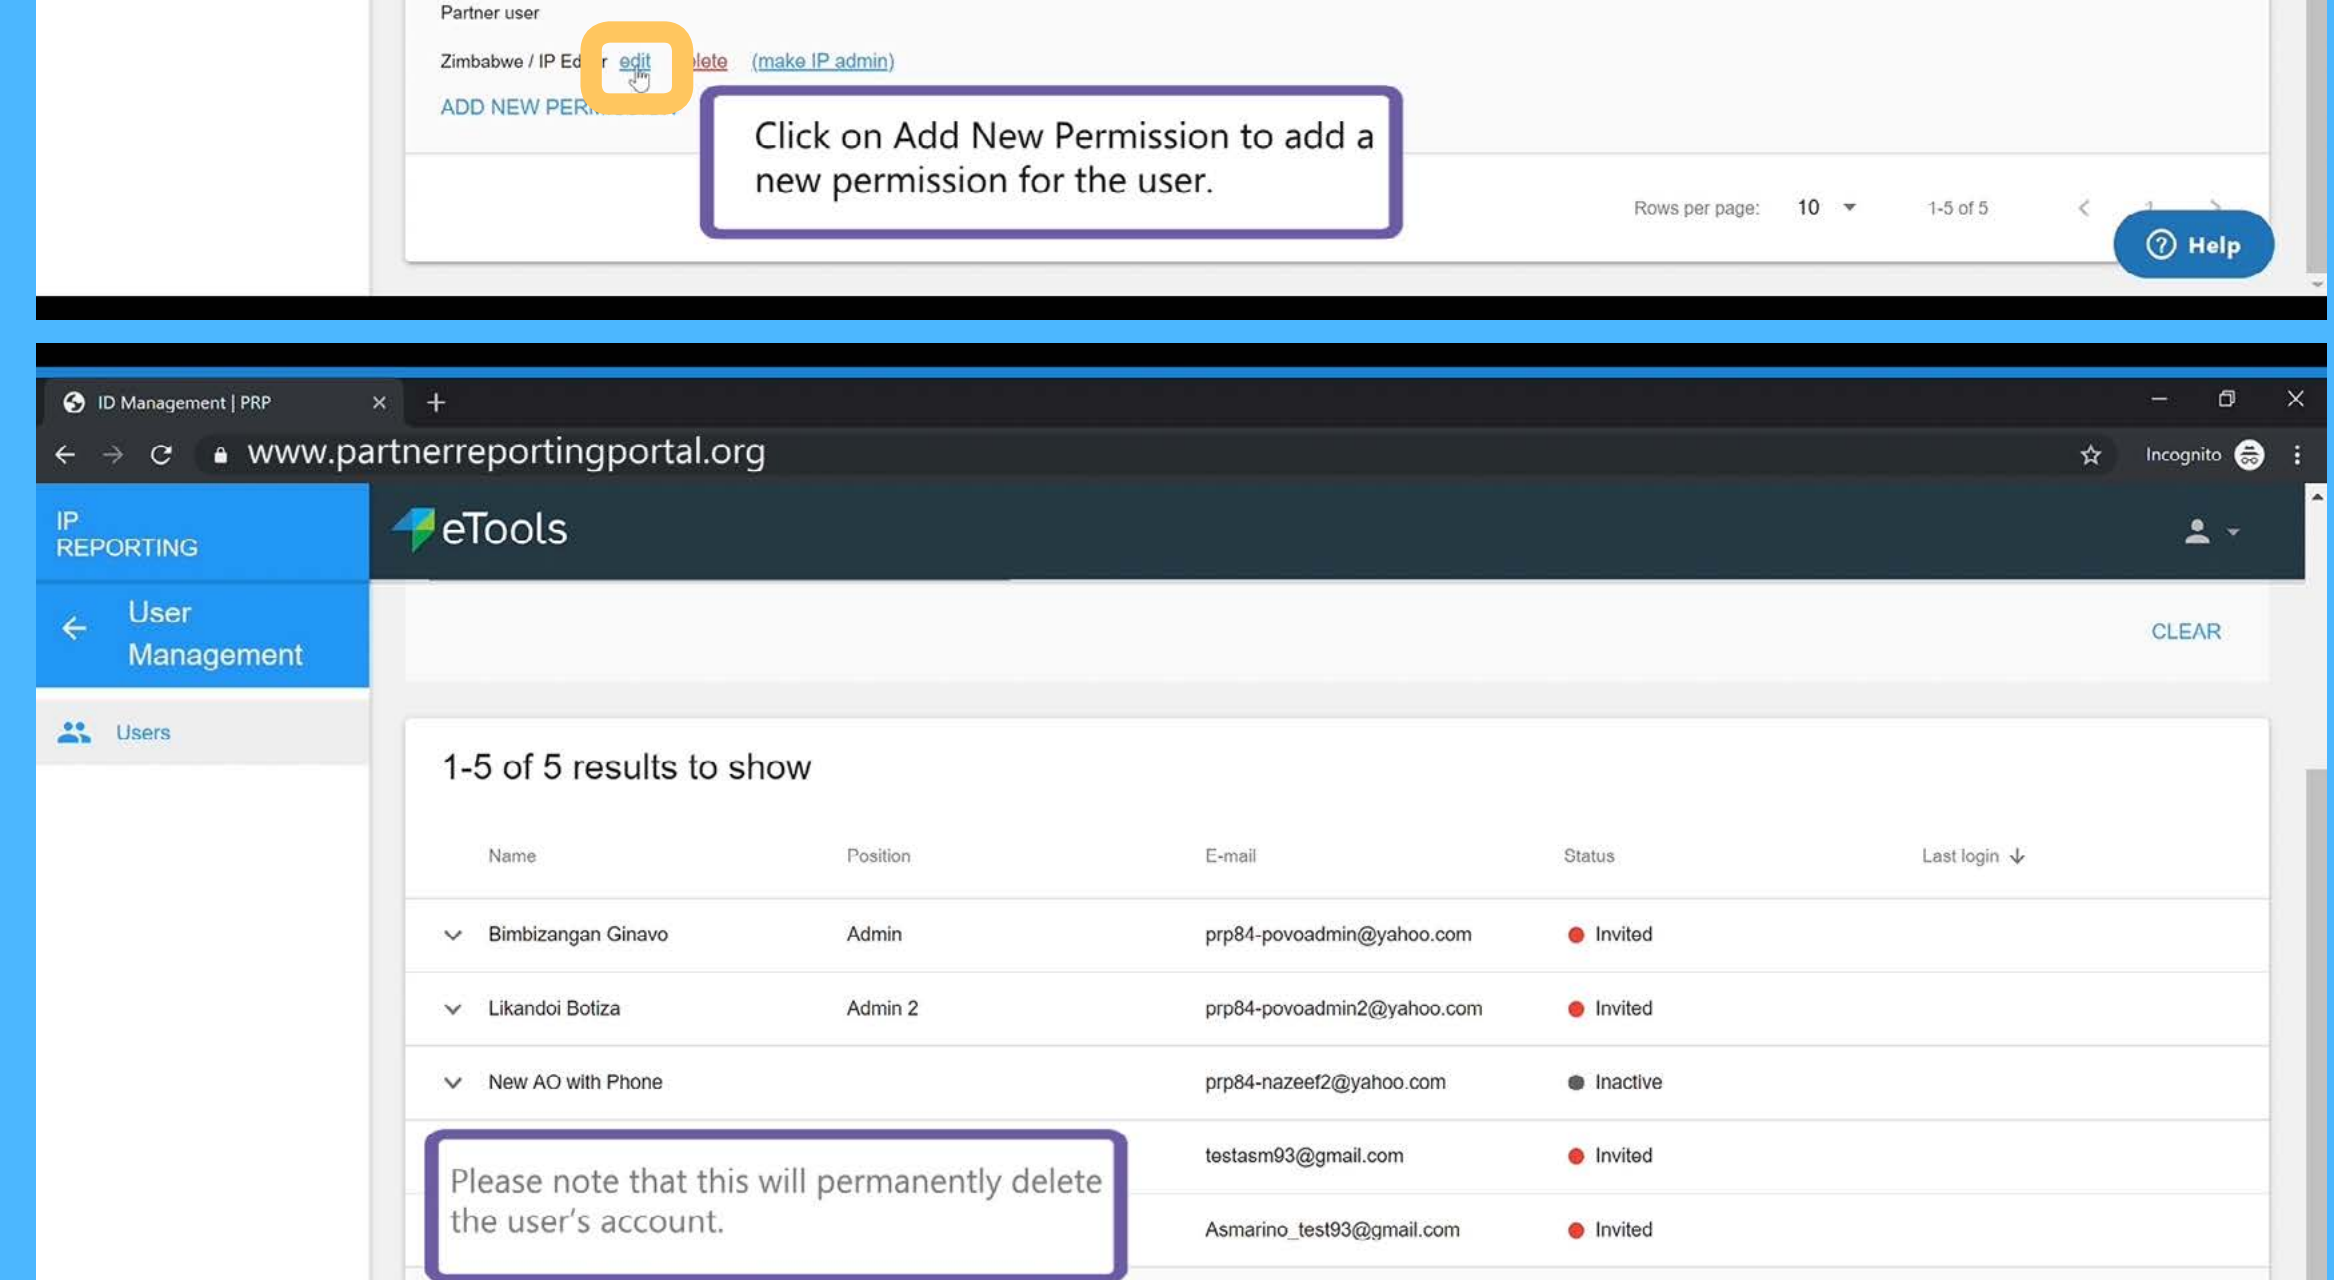 Partner user
Zimbabwe / IP Ed r edit lete (make IP admin)
ADD NEW PER
Click on Add New Permission to add a
new permission for the user.
Rows per page: 10 1-5 of 5 1
Help
ID Management | PRP
www.partnerreportingportal.org
Incognito
IP
REPORTING
eTools
User
Management
CLEAR
Users
1-5 of 5 results to show
Name Position E-mail Status Last login
Bimbizangan Ginavo Admin prp84-povoadmin@yahoo.com Invited
Likandoi Botiza Admin 2 prp84-povoadmin2@yahoo.com Invited
New AO with Phone prp84-nazeef2@yahoo.com Inactive
testasm93@gmail.com Invited
Please note that this will permanently delete
the user's account.
Asmarino_test93@gmail.com Invited